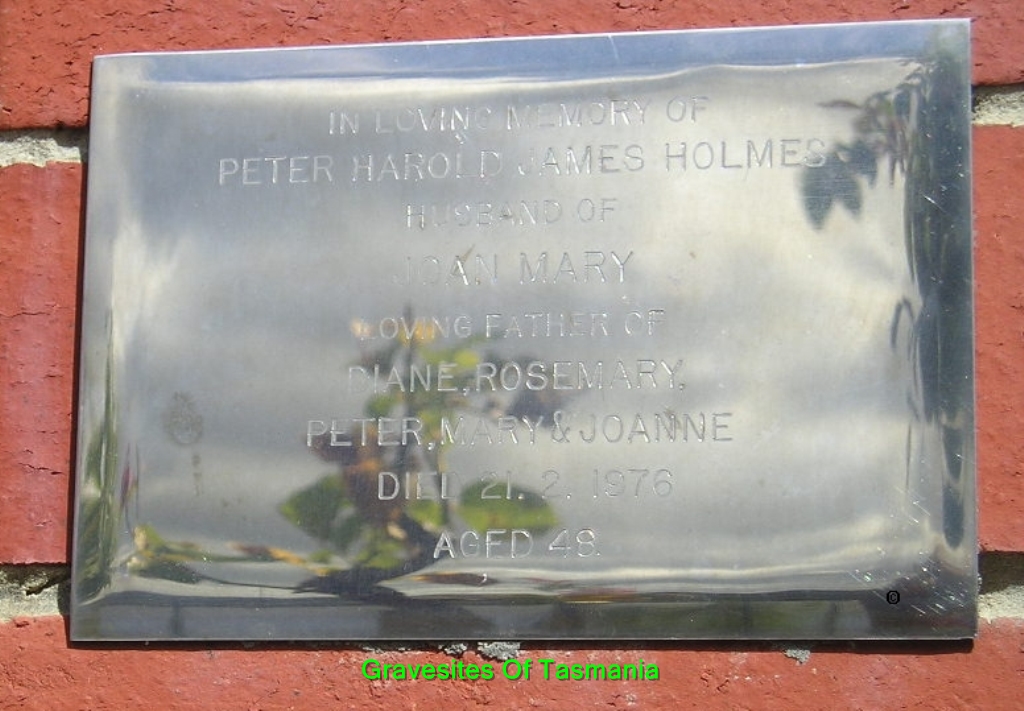 IN LOVING MEMORY OF
PETER HAROLD JAMES HOLMES
HUSBAND OF
JOAN MARY
LOVING FATHER OF
DIANE, ROSEMARY,
PETER, MARY & JOANNE
DIED 21. 2. 1976
AGED 48.
©
Gravesites Of Tasmania